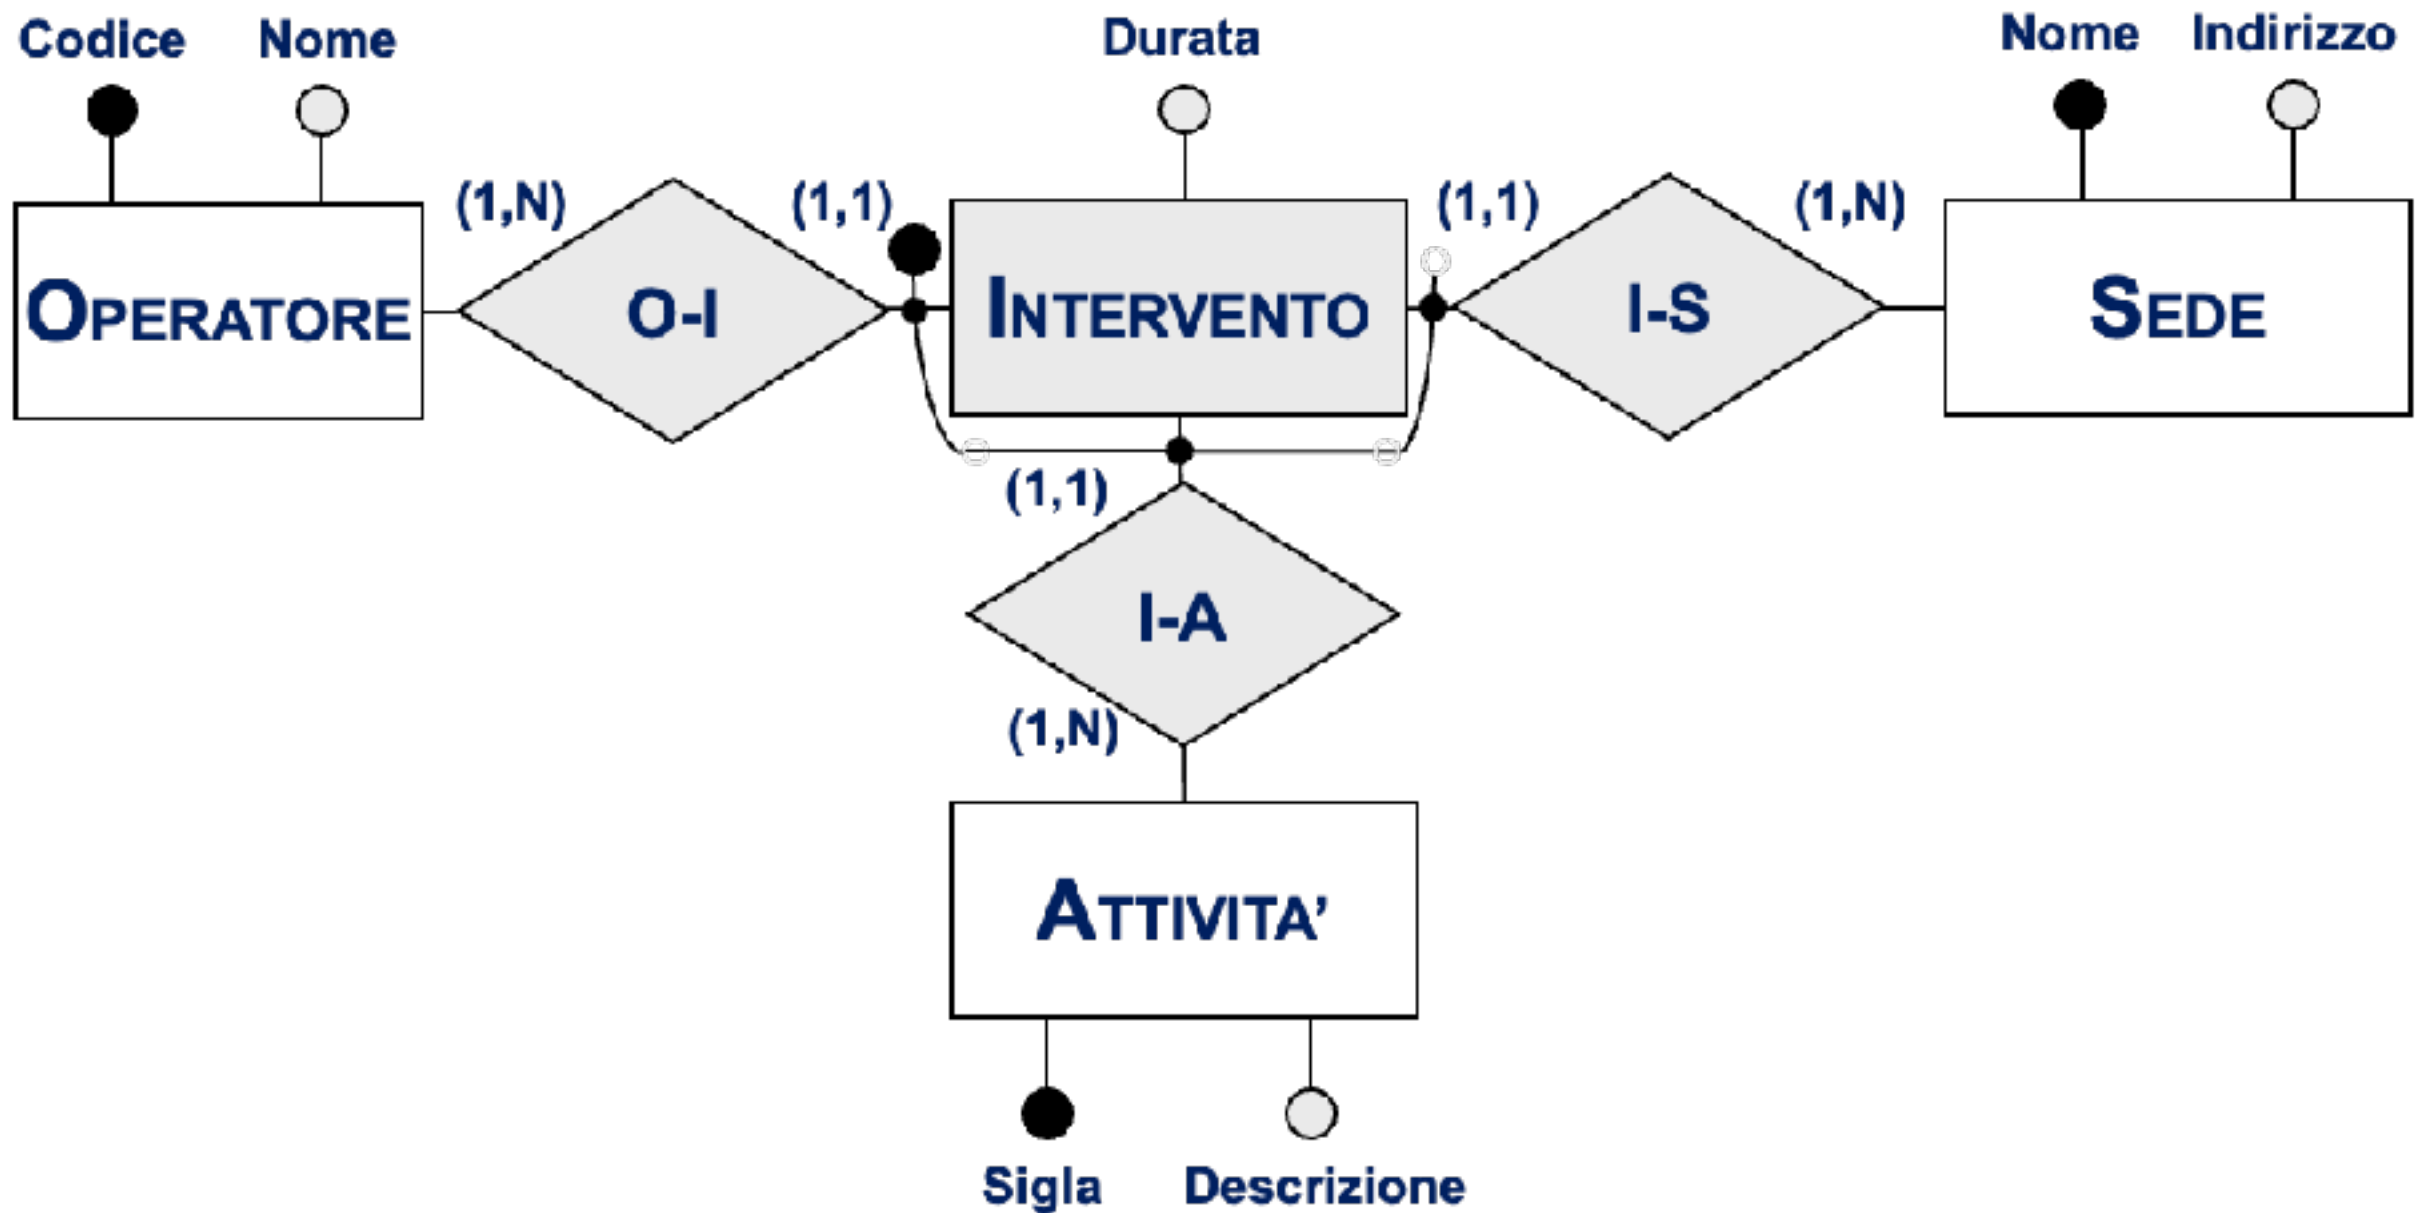 Codice Nome Durata Nome Indirizzo
(1,N) (1,1) (1,1) (1,N)
OPERATORE O-I INTERVENTO I-S SEDE
(1,1)
I-A
(1,N)
ATTIVITA’
Sigla Descrizione